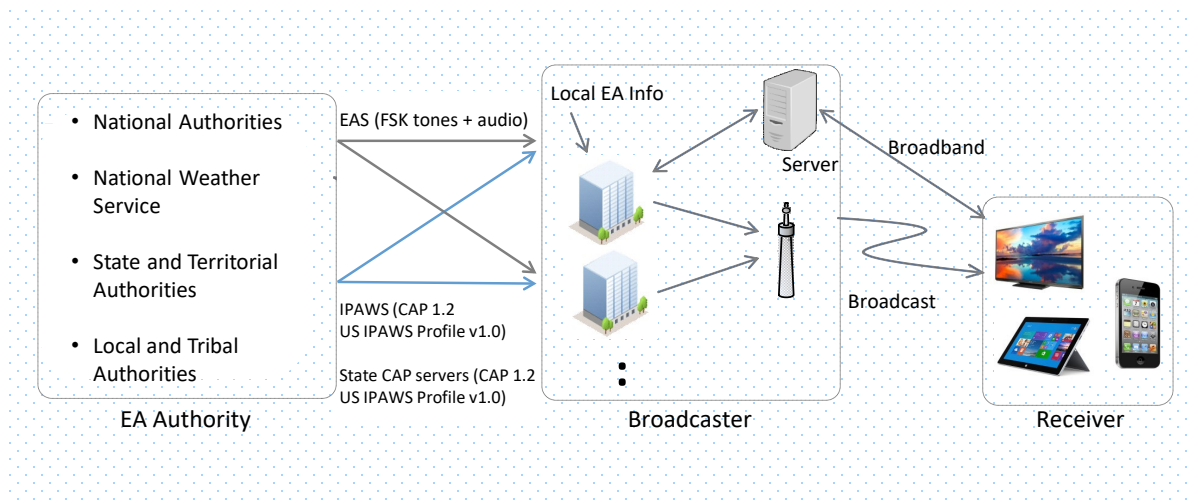 • National Authorities
• National Weather
Service
• State and Territorial
Authorities
• Local and Tribal
Authorities
EA Authority
EAS (FSK tones + audio)
IPAWS (CAP 1.2
US IPAWS Profile v1.0)
State CAP servers (CAP 1.2
US IPAWS Profile v1.0)
Local EA Info
Server
:
Broadcaster
Broadband
Broadcast
Receiver